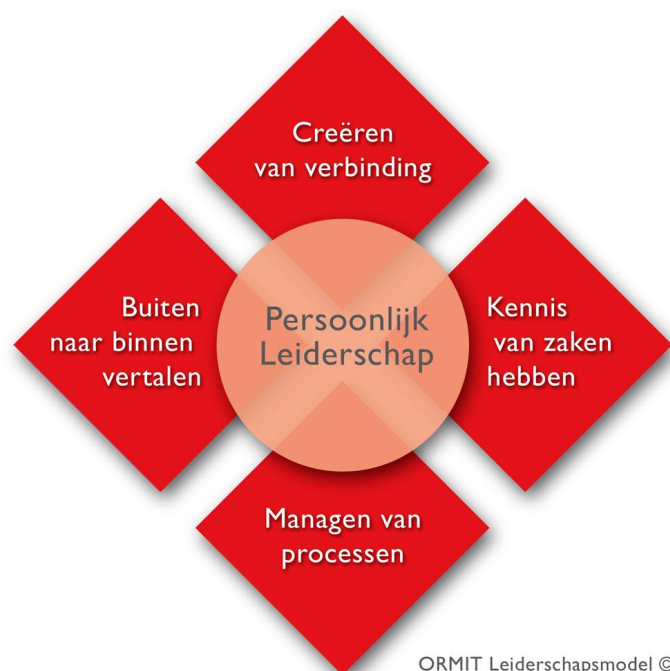 Creëren
van verbinding
Buiten
naar binnen
vertalen
Persoonlijk
Leiderschap
Kennis
van zaken
hebben
Managen van
processen
ORMIT Leiderschapsmodel ©